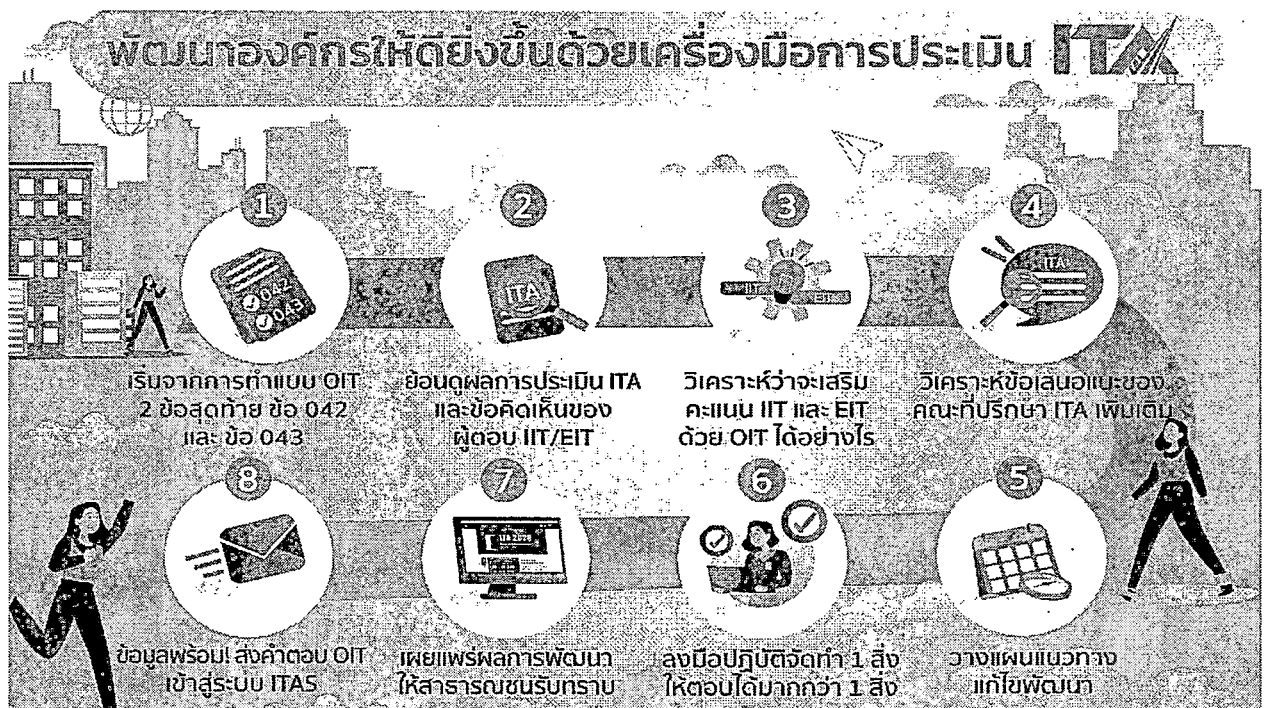 พัฒนาองค์กรให้ดียิ่งขึ้นด้วยเครื่องมือการประเมิน ITA
1
042
043
เริ่มจากการทำแบบ OIT
2 ข้อสุดท้าย ข้อ 042
และ ข้อ 043
2
ITA
ย้อนดูผลการประเมิน ITA
และข้อคิดเห็นของ
ผู้ตอบ IIT/EIT
3
IIT
EIT
วิเคราะห์ว่าจะเสริม
คะแนน IIT และ EIT
ด้วย OIT ได้อย่างไร
4
ITA
วิเคราะห์ข้อเสนอแนะของ
คณะที่ปรึกษา ITA เพิ่มเติม
5
วางแผนแนวทาง
แก้ไขพัฒนา
6
ลงมือปฏิบัติจัดทำ 1 สิ่ง
ให้ตอบได้มากกว่า 1 สิ่ง
7
เผยแพร่ผลการพัฒนา
ให้สาธารณชนรับทราบ
8
ข้อมูลพร้อม! ส่งคำตอบ OIT
เข้าสู่ระบบ ITAS